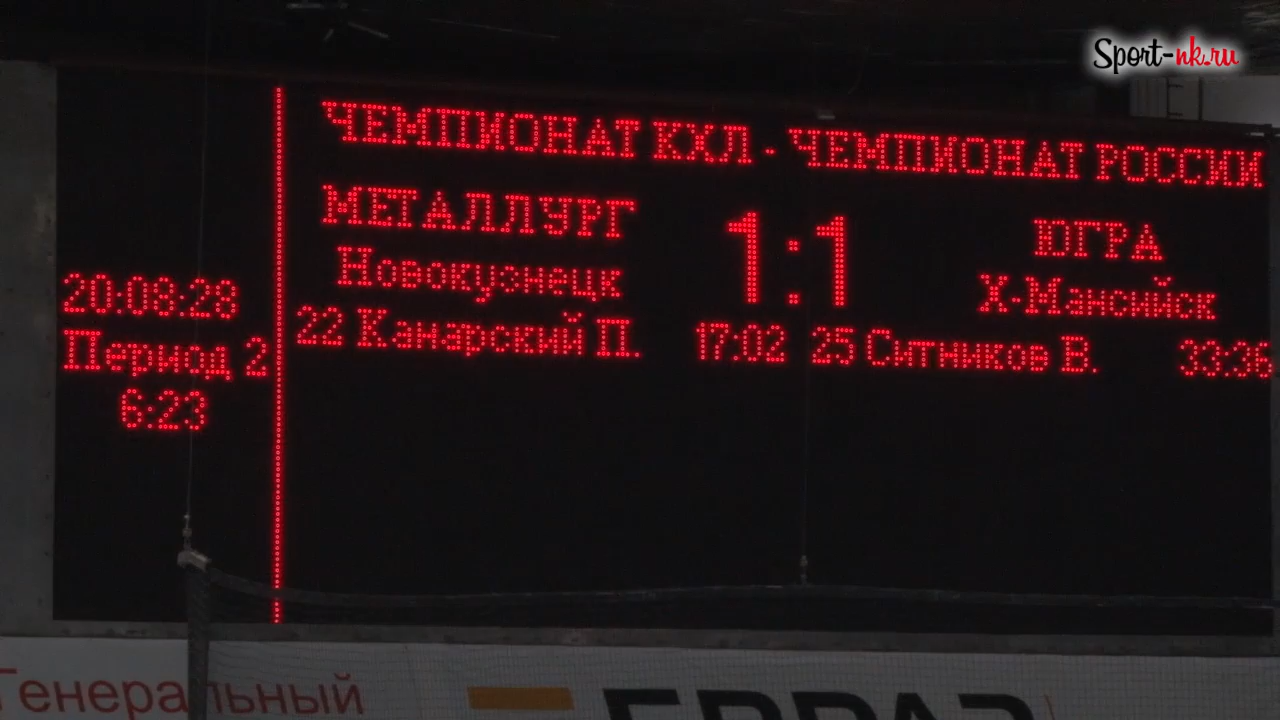 Sport-nk.ru
ЧЕМПИОНАТ КХЛ - ЧЕМПИОНАТ РОССИИ
МЕТАЛЛУРГ 1:1 ЮГРА
Новокузнецк Х-Мансийск
20:08:28
22 Канарский П. 17:02 25 Ситников В. 33:36
Период 2
6:23
Генеральный
ЕВРАЗ